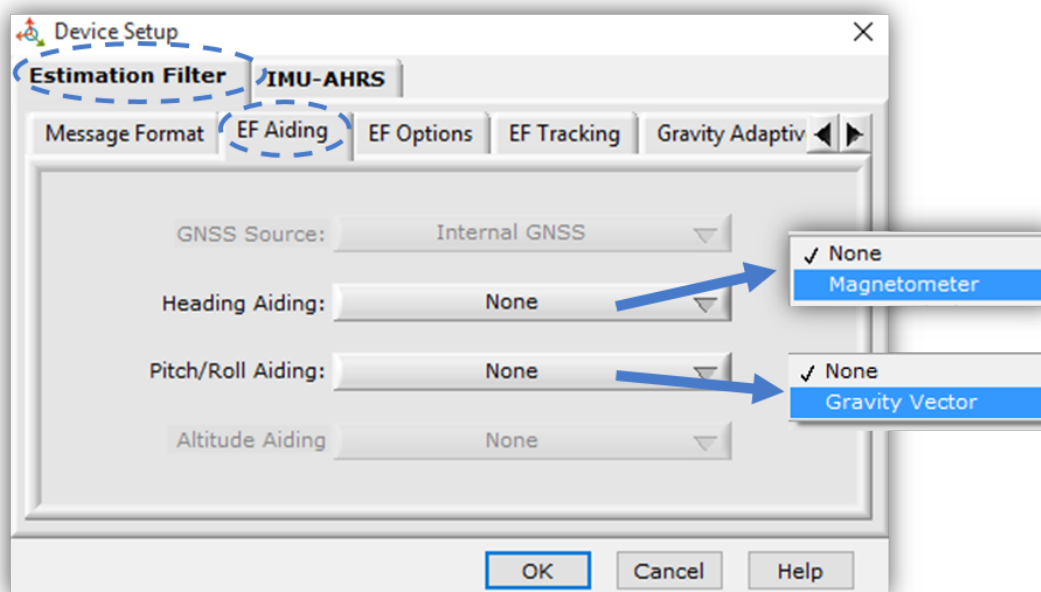 Device Setup
Estimation Filter
IMU-AHRS
Message Format
EF Aiding
EF Options
EF Tracking
Gravity Adaptiv
GNSS Source:
Internal GNSS
Heading Aiding:
None
Pitch/Roll Aiding:
None
Altitude Aiding
None
✓ None
Magnetometer
✓ None
Gravity Vector
OK
Cancel
Help